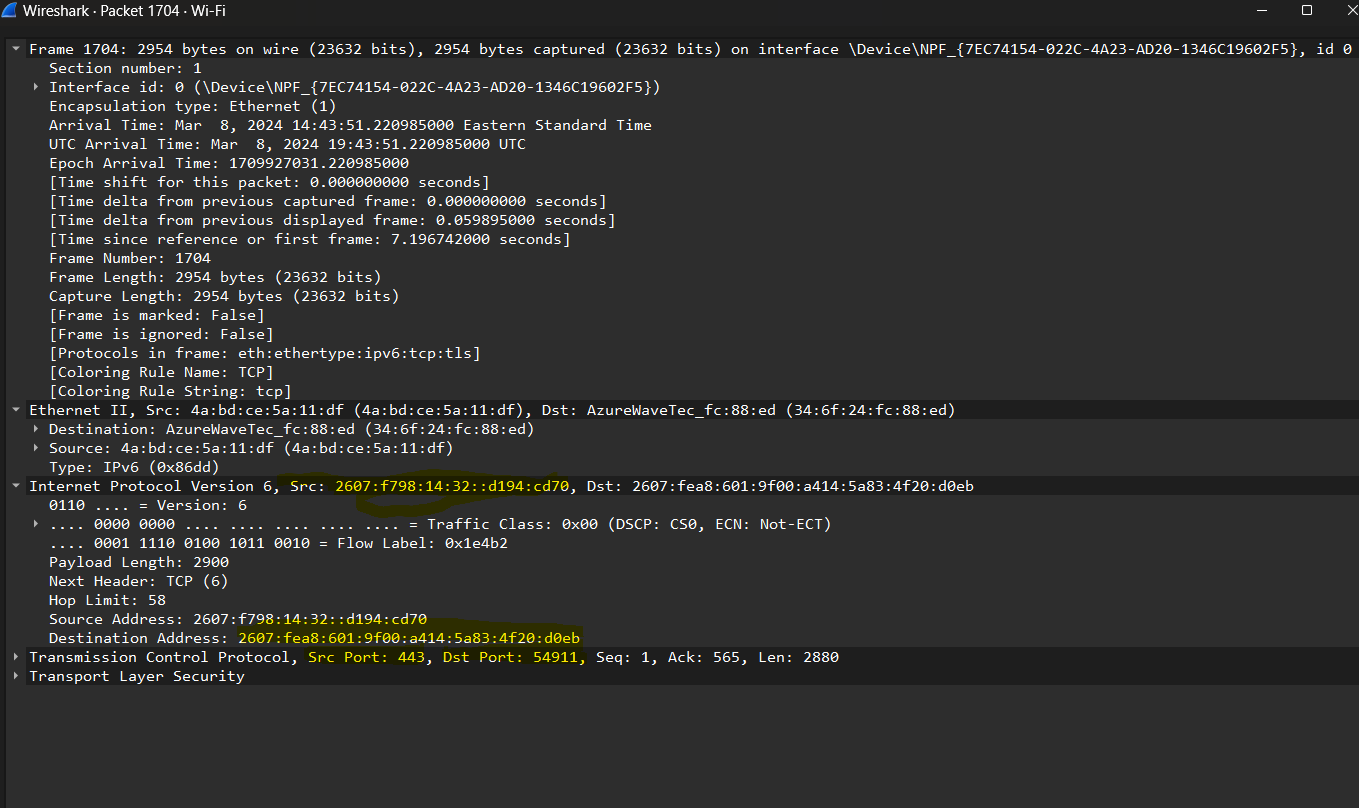 Wireshark · Packet 1704 · Wi-Fi
Frame 1704: 2954 bytes on wire (23632 bits), 2954 bytes captured (23632 bits) on interface \Device\NPF_{7EC74154-022C-4A23-AD20-1346C19602F5}, id 0
Section number: 1
Interface id: 0 (\Device\NPF_{7EC74154-022C-4A23-AD20-1346C19602F5})
Encapsulation type: Ethernet (1)
Arrival Time: Mar  8, 2024 14:43:51.220985000 Eastern Standard Time
UTC Arrival Time: Mar  8, 2024 19:43:51.220985000 UTC
Epoch Arrival Time: 1709927031.220985000
[Time shift for this packet: 0.000000000 seconds]
[Time delta from previous captured frame: 0.000000000 seconds]
[Time delta from previous displayed frame: 0.059895000 seconds]
[Time since reference or first frame: 7.196742000 seconds]
Frame Number: 1704
Frame Length: 2954 bytes (23632 bits)
Capture Length: 2954 bytes (23632 bits)
[Frame is marked: False]
[Frame is ignored: False]
[Protocols in frame: eth:ethertype:ipv6:tcp:tls]
[Coloring Rule Name: TCP]
[Coloring Rule String: tcp]
Ethernet II, Src: 4a:bd:ce:5a:11:df (4a:bd:ce:5a:11:df), Dst: AzureWaveTec_fc:88:ed (34:6f:24:fc:88:ed)
Destination: AzureWaveTec_fc:88:ed (34:6f:24:fc:88:ed)
Source: 4a:bd:ce:5a:11:df (4a:bd:ce:5a:11:df)
Type: IPv6 (0x86dd)
Internet Protocol Version 6, Src: 2607:f798:14:32::d194:cd70, Dst: 2607:fea8:601:9f00:a414:5a83:4f20:d0eb
0110 .... = Version: 6
.... 0000 0000 .... .... .... .... .... = Traffic Class: 0x00 (DSCP: CS0, ECN: Not-ECT)
.... 0001 1110 0100 1011 0010 = Flow Label: 0x1e4b2
Payload Length: 2900
Next Header: TCP (6)
Hop Limit: 58
Source Address: 2607:f798:14:32::d194:cd70
Destination Address: 2607:fea8:601:9f00:a414:5a83:4f20:d0eb
Transmission Control Protocol, Src Port: 443, Dst Port: 54911, Seq: 1, Ack: 565, Len: 2880
Transport Layer Security